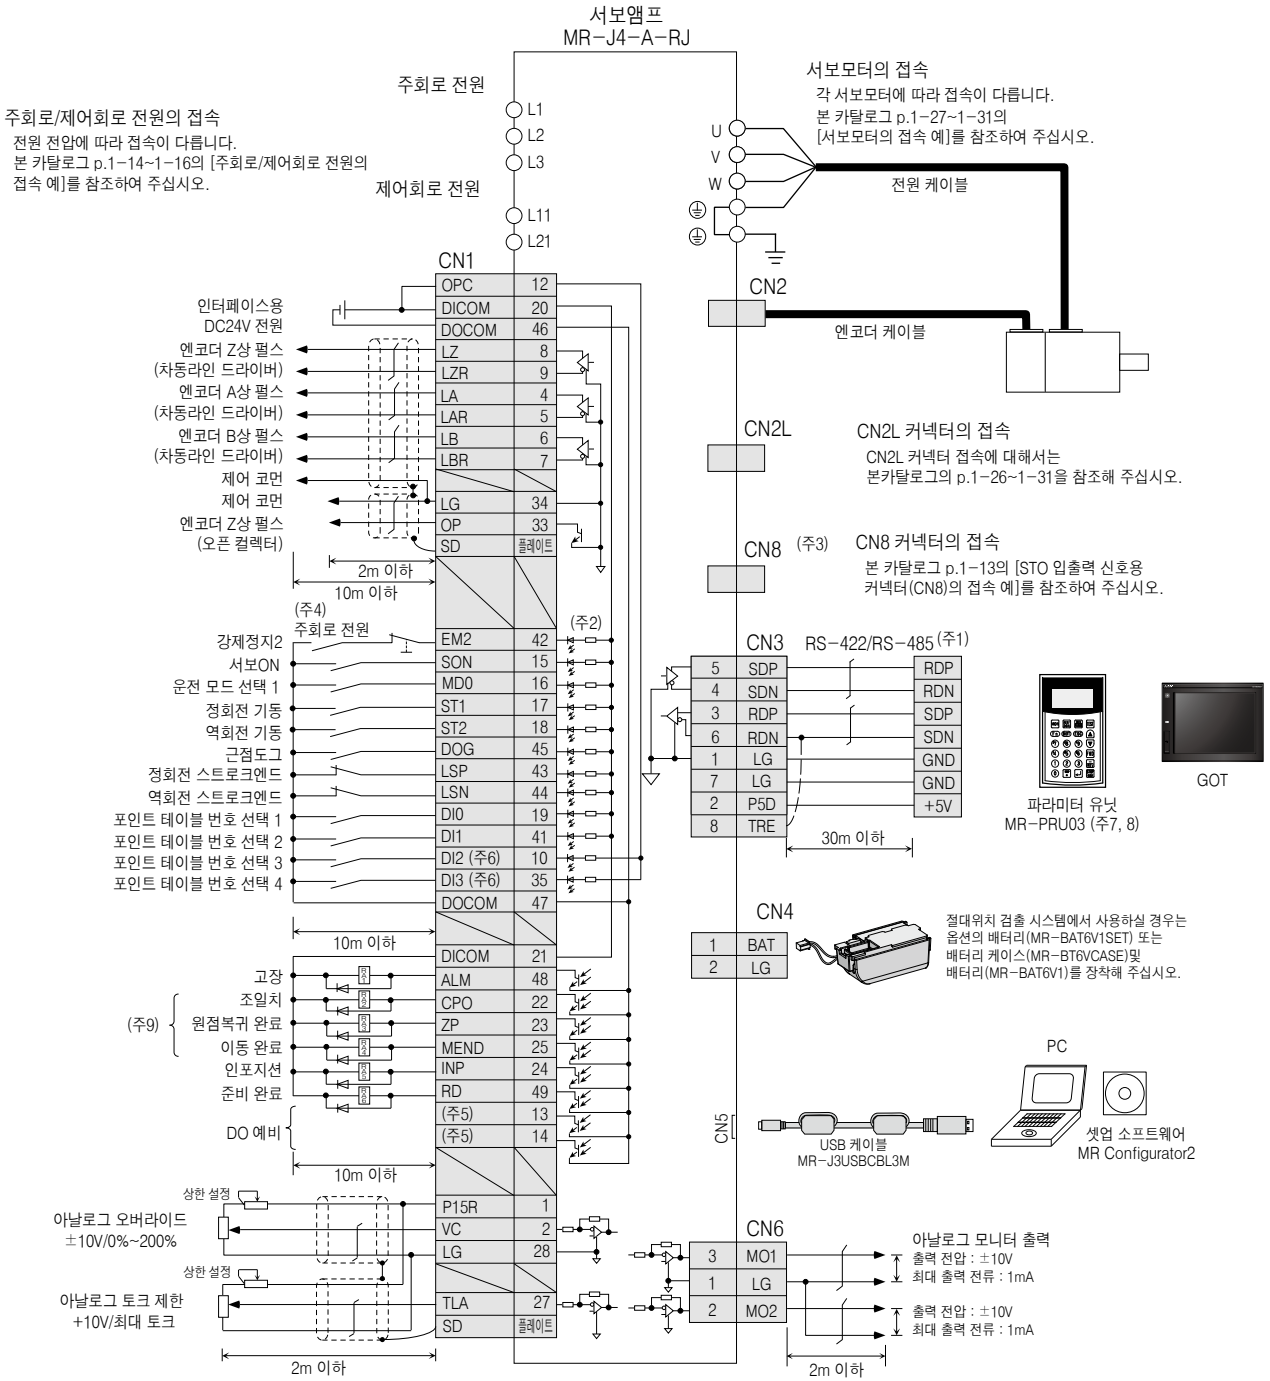 서보앰프
MR-J4-A-RJ
주회로 전원
L1
L2
L3
제어회로 전원
L11
L21
주회로/제어회로 전원의 접속
전원 전압에 따라 접속이 다릅니다.
본 카탈로그 p.1-14~1-16의 [주회로/제어회로 전원의
접속 예]를 참조하여 주십시오.
서보모터의 접속
각 서보모터에 따라 접속이 다릅니다.
본 카탈로그 p.1-27~1-31의
[서보모터의 접속 예]를 참조하여 주십시오.
U
V
W
전원 케이블
CN2
엔코더 케이블
CN2L
CN2L 커넥터의 접속
CN2L 커넥터 접속에 대해서는
본카탈로그의 p.1-26~1-31을 참조해 주십시오.
CN8 (주3)
CN8 커넥터의 접속
본 카탈로그 p.1-13의 [STO 입출력 신호용
커넥터(CN8)의 접속 예]를 참조하여 주십시오.
CN1
인터페이스용
DC24V 전원
OPC 12
DICOM 20
DOCOM 46
엔코더 Z상 펄스 LZ 8
(차동라인 드라이버) LZR 9
엔코더 A상 펄스 LA 4
(차동라인 드라이버) LAR 5
엔코더 B상 펄스 LB 6
(차동라인 드라이버) LBR 7
제어 코먼
제어 코먼 LG 34
엔코더 Z상 펄스 OP 33
(오픈 컬렉터) SD 플레이트
2m 이하
10m 이하
(주4)
주회로 전원
(주2)
강제정지2 EM2 42
서보ON SON 15
운전 모드 선택 1 MD0 16
정회전 기동 ST1 17
역회전 기동 ST2 18
근점도그 DOG 45
정회전 스트로크엔드 LSP 43
역회전 스트로크엔드 LSN 44
포인트 테이블 번호 선택 1 DI0 19
포인트 테이블 번호 선택 2 DI1 41
포인트 테이블 번호 선택 3 DI2 (주6) 10
포인트 테이블 번호 선택 4 DI3 (주6) 35
DOCOM 47
10m 이하
DICOM 21
고장 RA1 ALM 48
(주9)
조일치 RA2 CPO 22
원점복귀 완료 RA3 ZP 23
이동 완료 RA4 MEND 25
인포지션 RA5 INP 24
준비 완료 RA6 RD 49
DO 예비
(주5) 13
(주5) 14
10m 이하
상한 설정
아날로그 오버라이드
±10V/0%~200%
P15R 1
VC 2
LG 28
상한 설정
아날로그 토크 제한
+10V/최대 토크
TLA 27
SD 플레이트
2m 이하
CN3
RS-422/RS-485 (주1)
5 SDP RDP
4 SDN RDN
3 RDP SDP
6 RDN SDN
1 LG GND
7 LG GND
2 P5D +5V
8 TRE
30m 이하
파라미터 유닛
MR-PRU03 (주7, 8)
GOT
CN4
1 BAT
2 LG
절대위치 검출 시스템에서 사용하실 경우는
옵션의 배터리(MR-BAT6V1SET) 또는
배터리 케이스(MR-BT6VCASE)및
배터리(MR-BAT6V1)를 장착해 주십시오.
PC
CN5
USB 케이블
MR-J3USBCBL3M
셋업 소프트웨어
MR Configurator2
CN6
3 MO1
1 LG
2 MO2
아날로그 모니터 출력
출력 전압 : ±10V
최대 출력 전류 : 1mA
출력 전압 : ±10V
최대 출력 전류 : 1mA
2m 이하